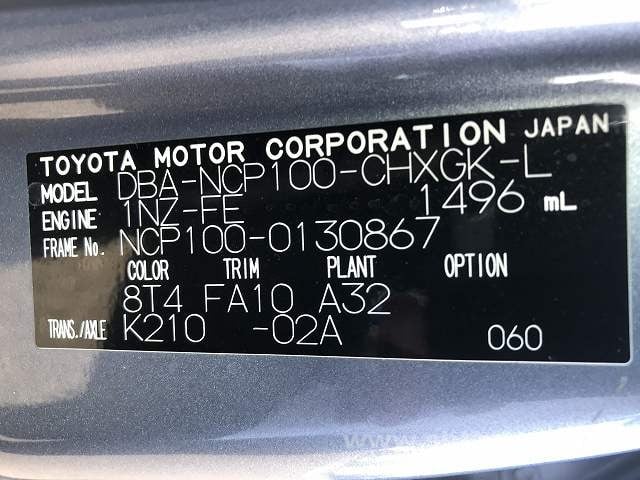 TOYOTA MOTOR CORPORATION JAPAN
MODEL DBA-NCP100-CHXGK-L
ENGINE 1NZ-FE 1496 mL
FRAME No. NCP100-0130867
COLOR TRIM PLANT OPTION
8T4 FA10 A32
TRANS./AXLE K210 -02A 060